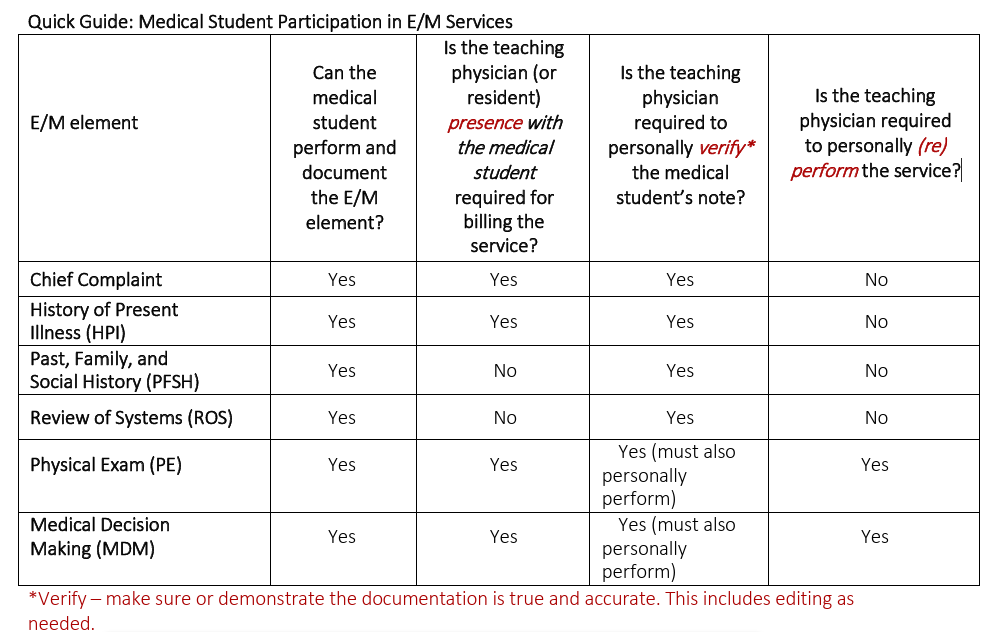 Quick Guide: Medical Student Participation in E/M Services
E/M element
Can the
medical
student
perform and
document
the E/M
element?
Is the teaching
physician (or
resident)
presence with
the medical
student
required for
billing the
service?
Is the teaching
physician
required to
personally verify*
the medical
student's note?
Is the teaching
physician required
to personally (re)
perform the service?
Chief Complaint
Yes
Yes
Yes
No
History of Present
Illness (HPI)
Yes
Yes
Yes
No
Past, Family, and
Social History (PFSH)
Yes
No
Yes
No
Review of Systems (ROS)
Yes
No
Yes
No
Physical Exam (PE)
Yes
Yes
Yes (must also
personally
perform)
Yes
Medical Decision
Making (MDM)
Yes
Yes
Yes (must also
personally
perform)
Yes
*Verify – make sure or demonstrate the documentation is true and accurate. This includes editing as
needed.